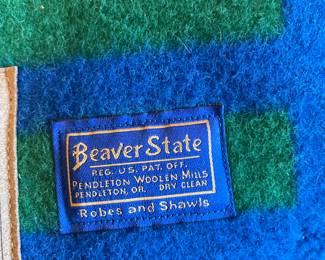 Beaver State
REG. U.S. PAT. OFF.
PENDLETON WOOLEN MILLS
PENDLETON, OR. DRY CLEAN
Robes and Shawls